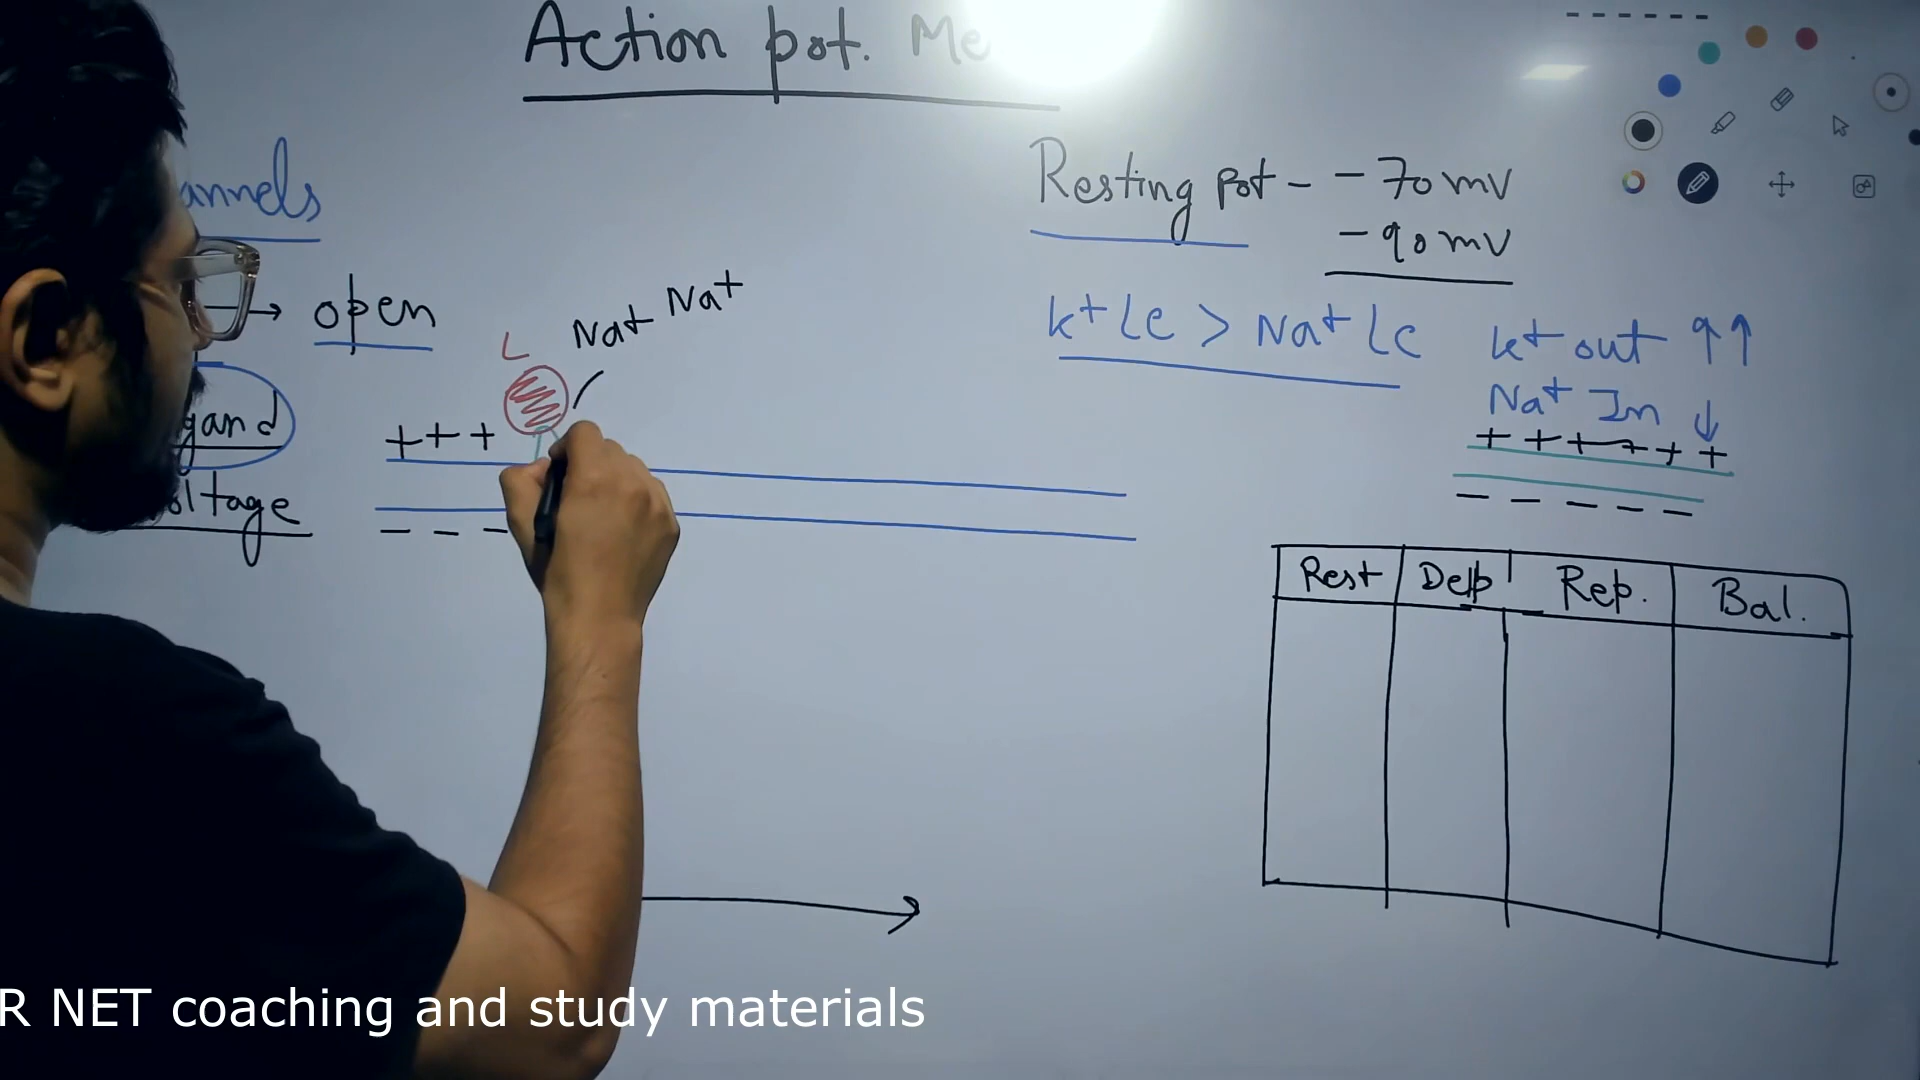 Action pot. Me
annels
open
gand
oltage
L
Na+ Na+
+ + +
- - -
Resting pot - - 70 mV
- 90 mV
K+ Lc > Na+ Lc
K+ out ↑↑
Na+ In ↓
+ + + + + +
- - - - -
Rest Dep Rep. Bal.
R NET coaching and study materials